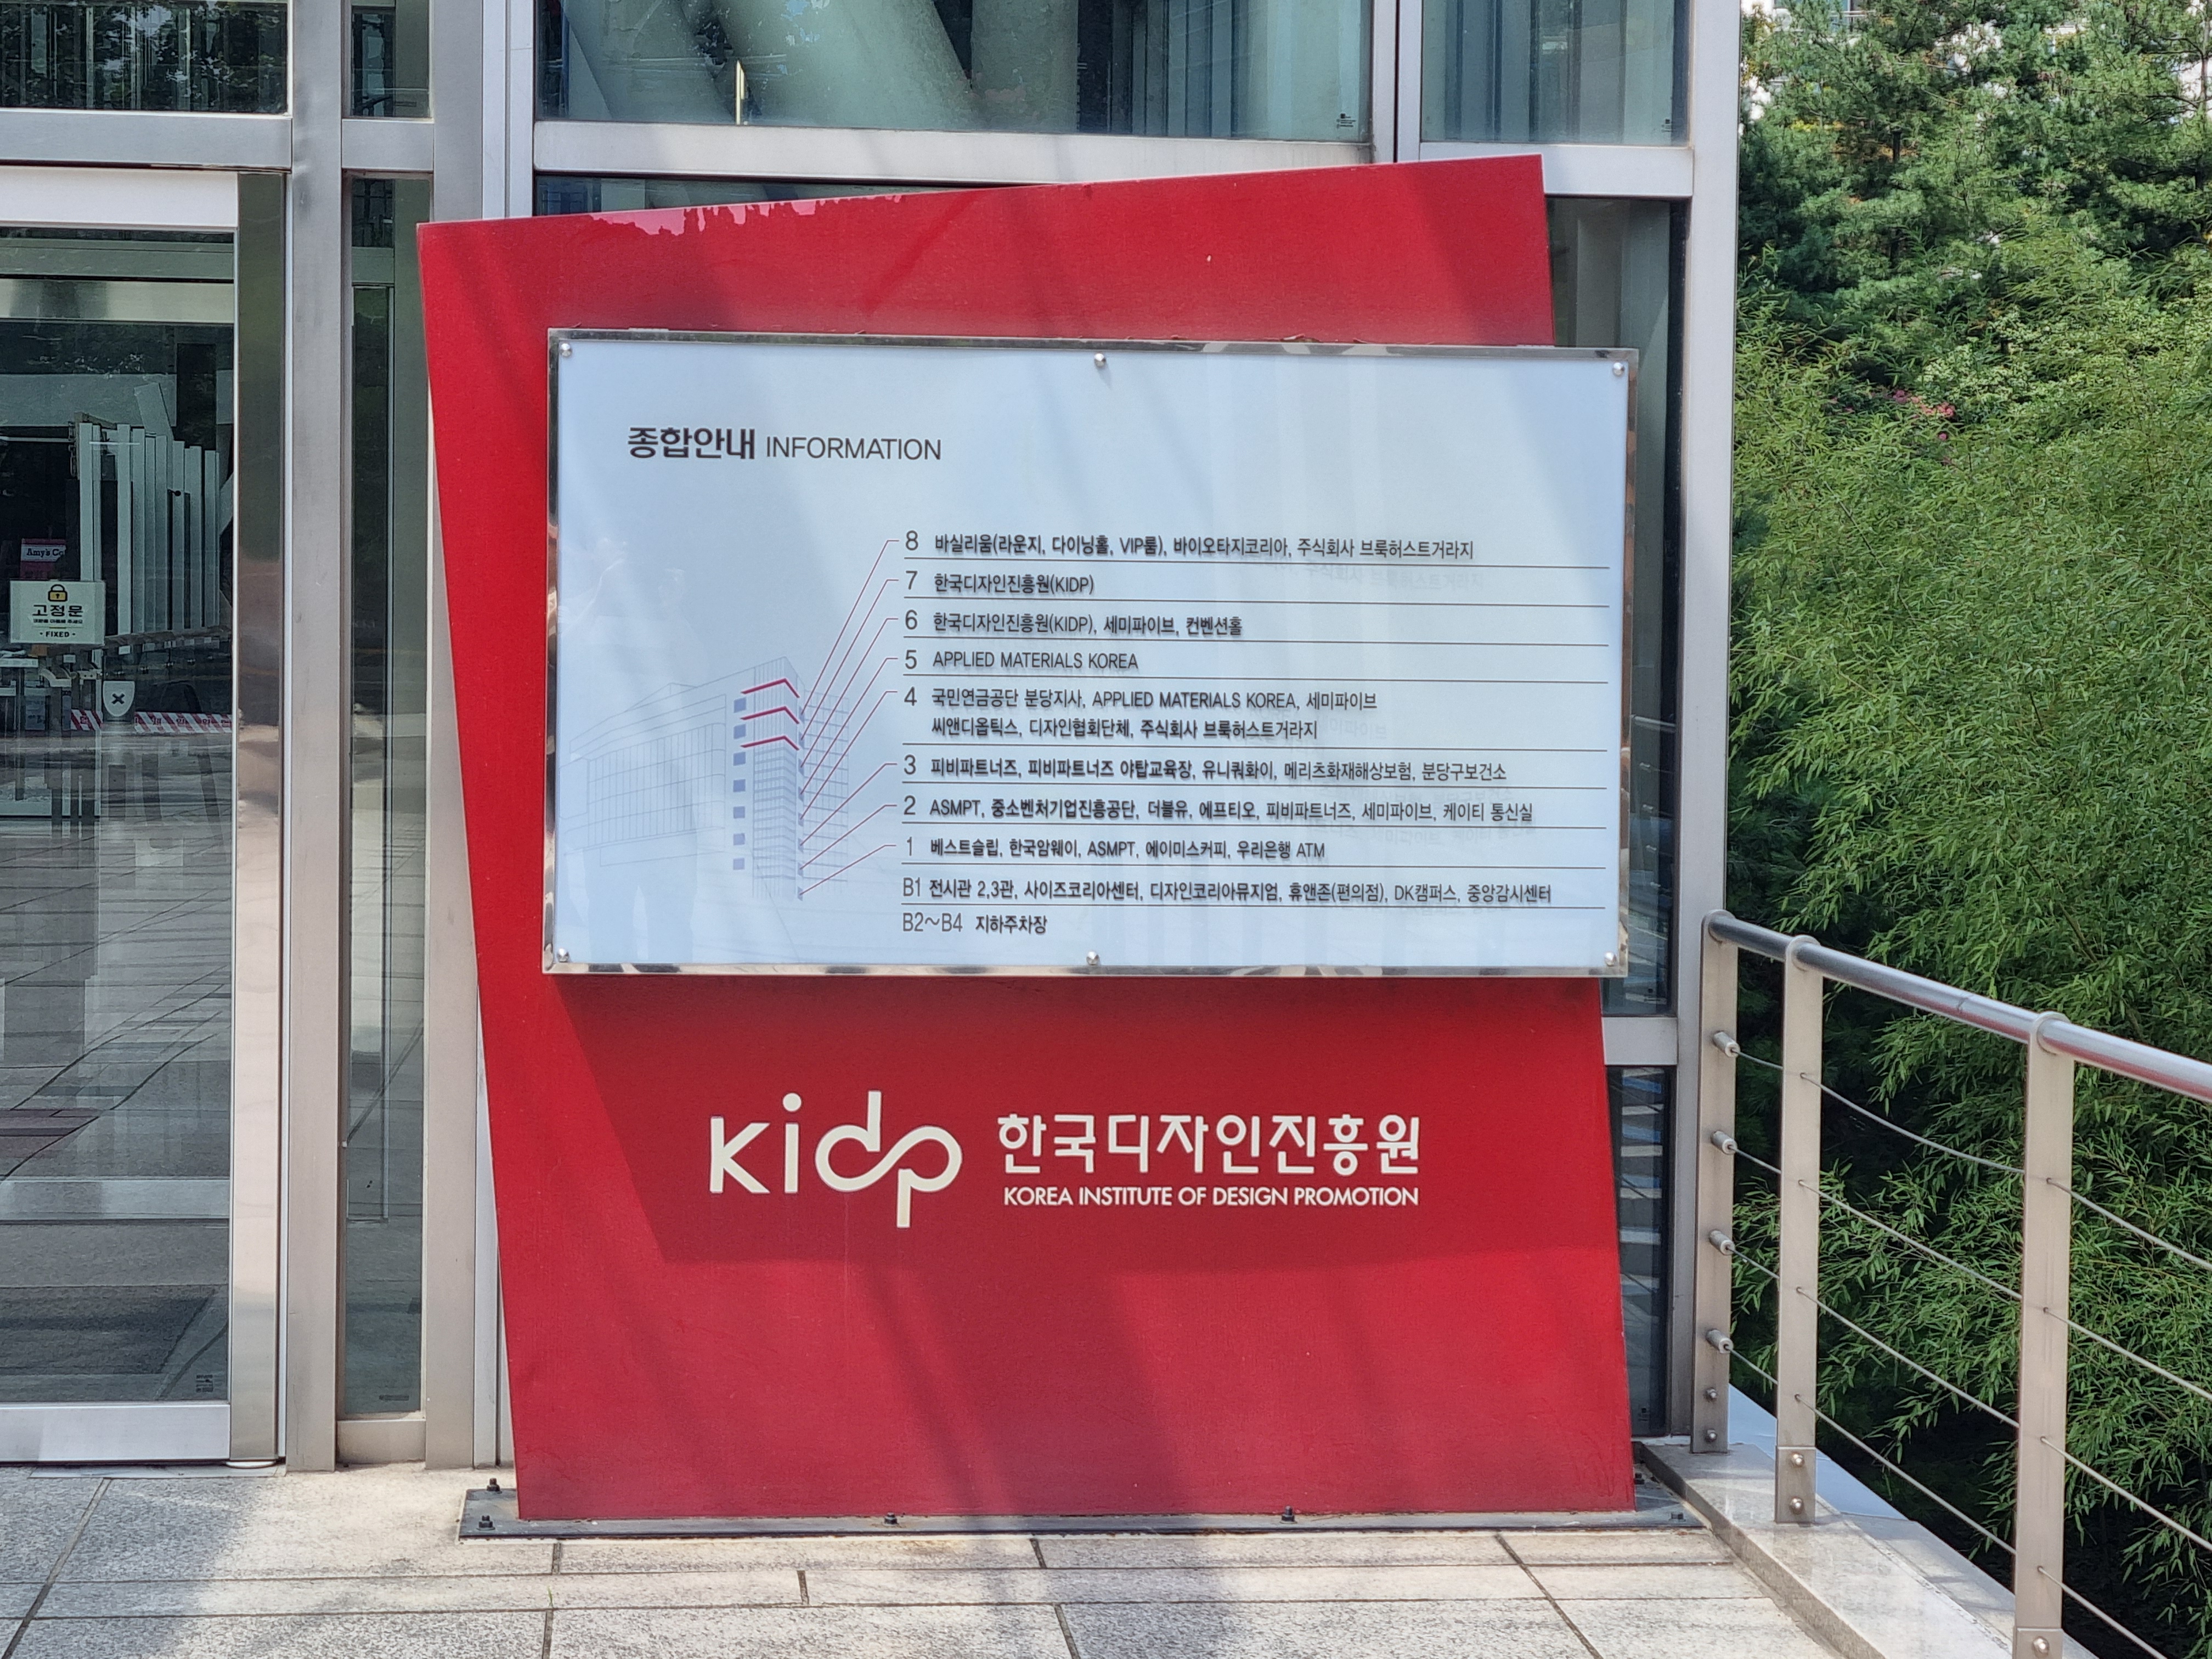 종합안내 INFORMATION
8 바실리움(라운지, 다이닝홀, VIP룸), 바이오타지코리아, 주식회사 브룩허스트거라지
7 한국디자인진흥원(KIDP)
6 한국디자인진흥원(KIDP), 세미파이브, 컨벤션홀
5 APPLIED MATERIALS KOREA
4 국민연금공단 분당지사, APPLIED MATERIALS KOREA, 세미파이브
씨앤디옵틱스, 디자인협회단체, 주식회사 브룩허스트거라지
3 피비파트너즈, 피비파트너즈 야탑교육장, 유니쿼화이, 메리츠화재해상보험, 분당구보건소
2 ASMPT, 중소벤처기업진흥공단, 더블유, 에프티오, 피비파트너즈, 세미파이브, 케이티 통신실
1 베스트슬립, 한국암웨이, ASMPT, 에이미스커피, 우리은행 ATM
B1 전시관 2,3관, 사이즈코리아센터, 디자인코리아뮤지엄, 휴앤존(편의점), DK캠퍼스, 중앙감시센터
B2~B4 지하주차장
kidp 한국디자인진흥원
KOREA INSTITUTE OF DESIGN PROMOTION
Amy's
고정문
FIXED